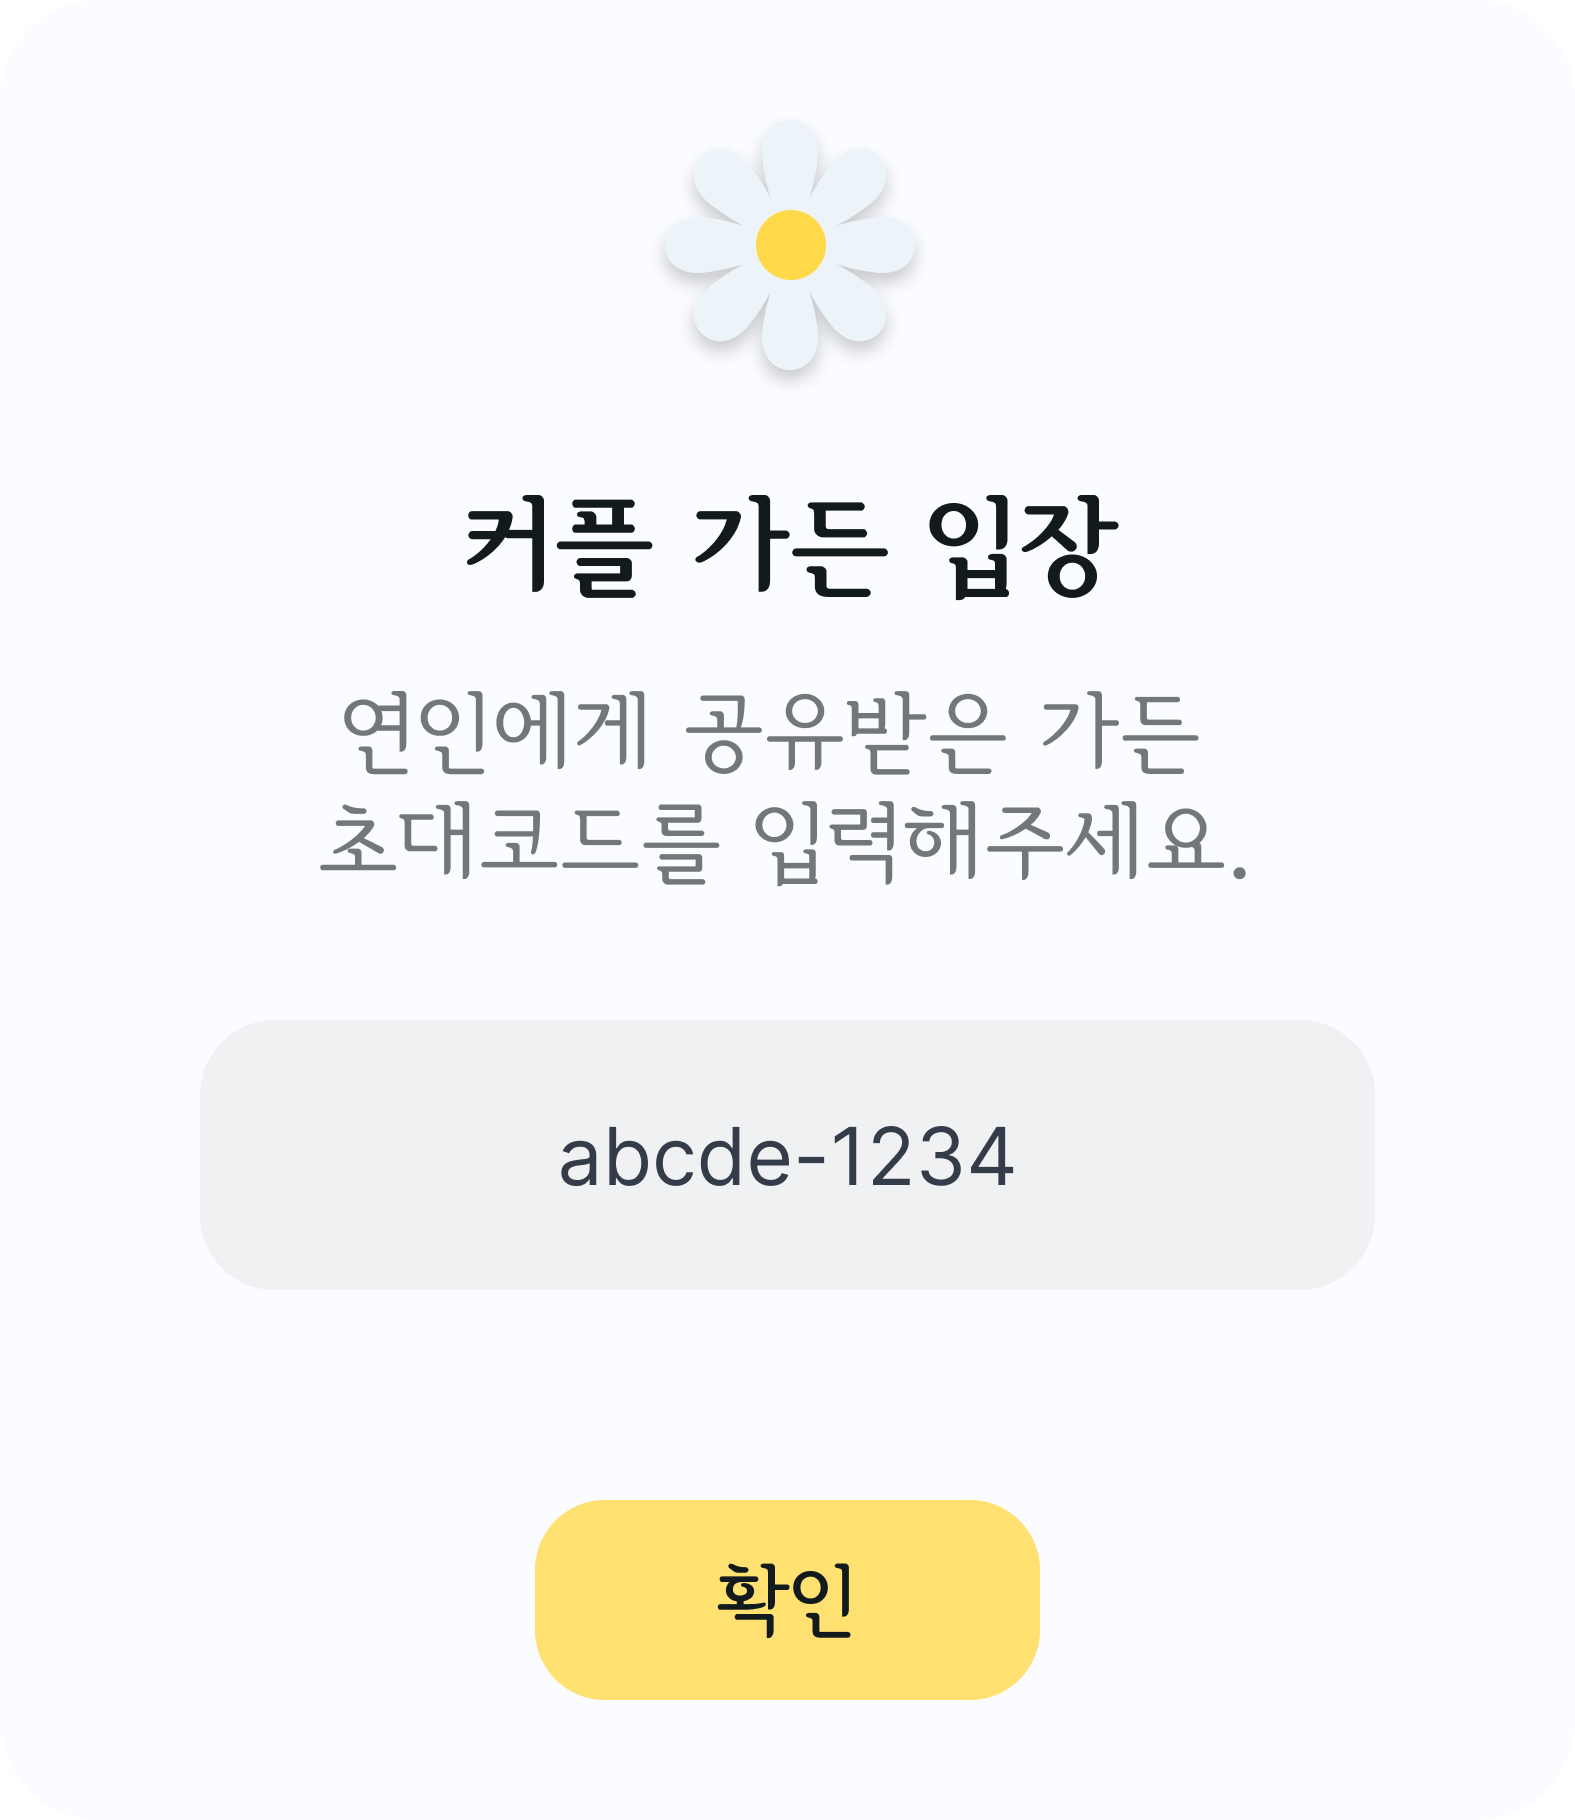 커플 가든 입장
연인에게 공유받은 가든
초대코드를 입력해주세요.
abcde-1234
확인